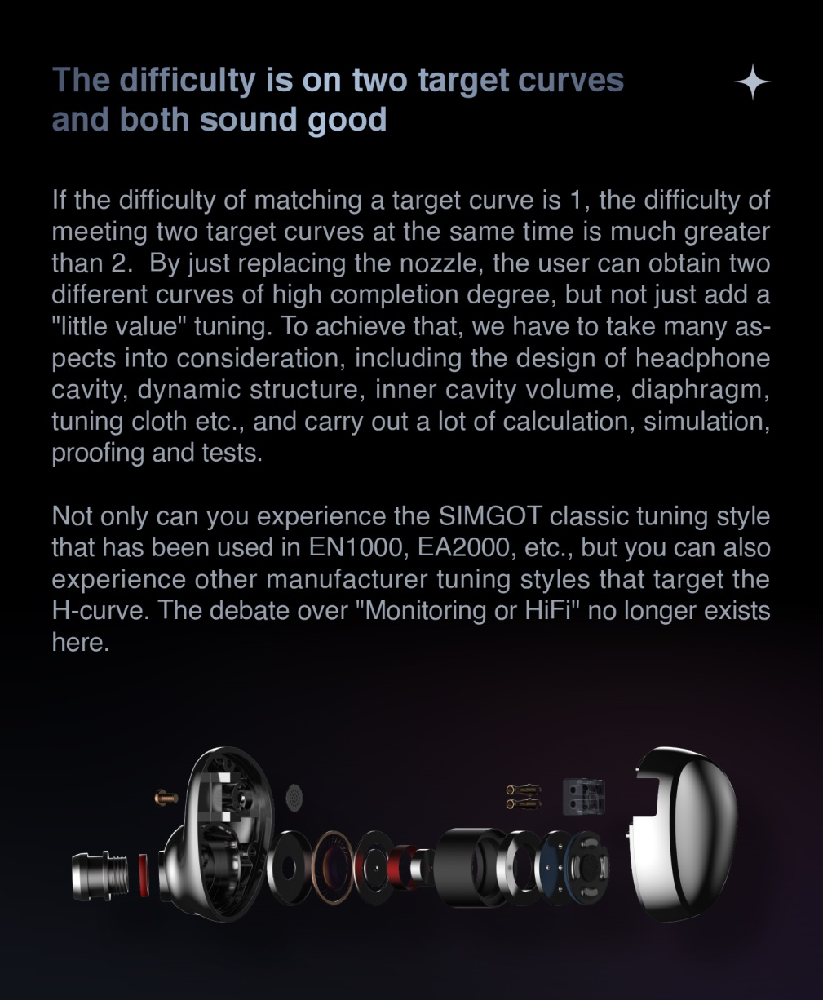 The difficulty is on two target curves
and both sound good
If the difficulty of matching a target curve is 1, the difficulty of
meeting two target curves at the same time is much greater
than 2.  By just replacing the nozzle, the user can obtain two
different curves of high completion degree, but not just add a
"little value" tuning. To achieve that, we have to take many as-
pects into consideration, including the design of headphone
cavity, dynamic structure, inner cavity volume, diaphragm,
tuning cloth etc., and carry out a lot of calculation, simulation,
proofing and tests.
Not only can you experience the SIMGOT classic tuning style
that has been used in EN1000, EA2000, etc., but you can also
experience other manufacturer tuning styles that target the
H-curve. The debate over "Monitoring or HiFi" no longer exists
here.